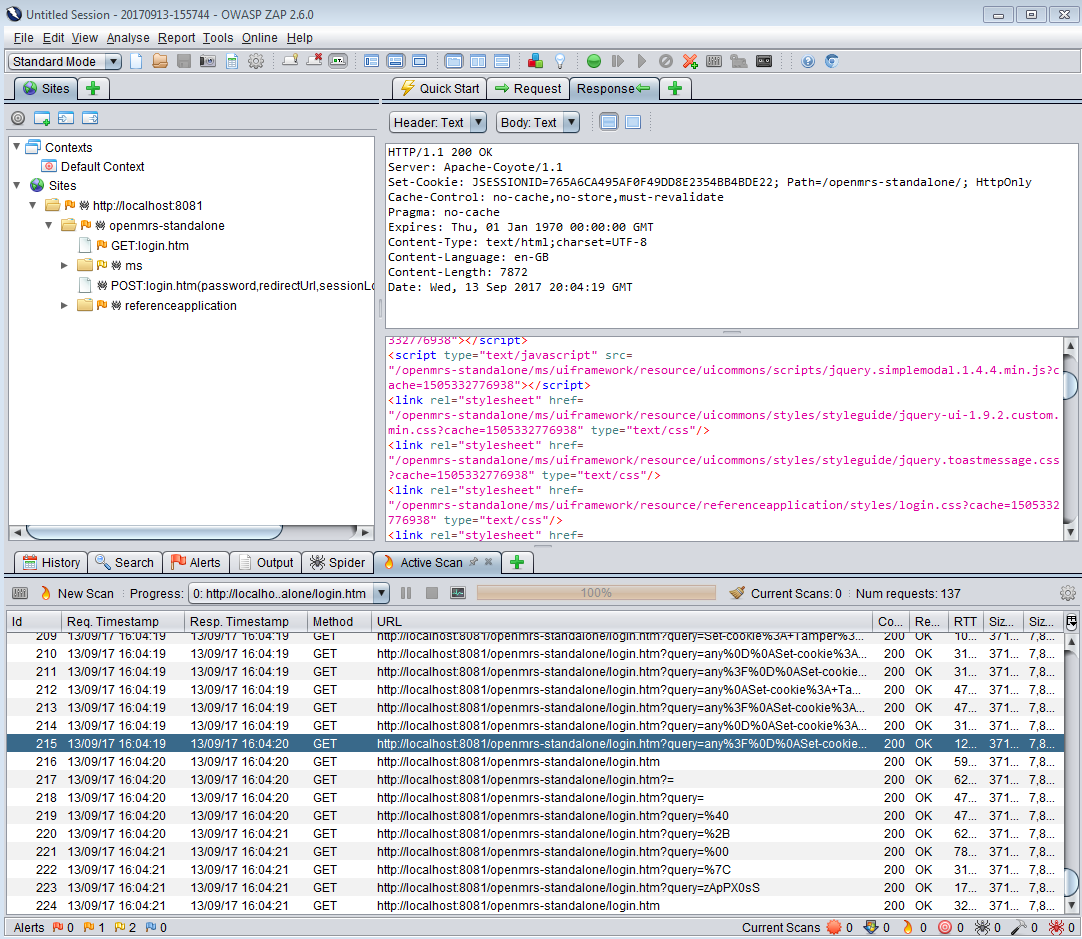 Untitled Session - 20170913-155744 - OWASP ZAP 2.6.0
File Edit View Analyse Report Tools Online Help
Standard Mode
Sites
Quick Start Request Response
Header: Text Body: Text
Contexts
Default Context
Sites
http://localhost:8081
openmrs-standalone
GET:login.htm
ms
POST:login.htm(password,redirectUrl,sessionLo
referenceapplication
HTTP/1.1 200 OK
Server: Apache-Coyote/1.1
Set-Cookie: JSESSIONID=765A6CA495AF0F49DD8E2354BB4BDE22; Path=/openmrs-standalone/; HttpOnly
Cache-Control: no-cache,no-store,must-revalidate
Pragma: no-cache
Expires: Thu, 01 Jan 1970 00:00:00 GMT
Content-Type: text/html;charset=UTF-8
Content-Language: en-GB
Content-Length: 7872
Date: Wed, 13 Sep 2017 20:04:19 GMT
332776938"></script>
<script type="text/javascript" src=
"/openmrs-standalone/ms/uiframework/resource/uicommons/scripts/jquery.simplemodal.1.4.4.min.js?c
ache=1505332776938"></script>
<link rel="stylesheet" href=
"/openmrs-standalone/ms/uiframework/resource/uicommons/styles/styleguide/jquery-ui-1.9.2.custom.
min.css?cache=1505332776938" type="text/css"/>
<link rel="stylesheet" href=
"/openmrs-standalone/ms/uiframework/resource/uicommons/styles/styleguide/jquery.toastmessage.css
?cache=1505332776938" type="text/css"/>
<link rel="stylesheet" href=
"/openmrs-standalone/ms/uiframework/resource/referenceapplication/styles/login.css?cache=1505332
776938" type="text/css"/>
<link rel="stylesheet" href=
History Search Alerts Output Spider Active Scan
New Scan Progress: 0: http://localho..alone/login.htm 100% Current Scans: 0 Num requests: 137
Id Req. Timestamp Resp. Timestamp Method URL Co... Re... RTT Siz... Siz...
209 13/09/17 16:04:19 13/09/17 16:04:19 GET http://localhost:8081/openmrs-standalone/login.htm?query=Set-cookie%3A+Tamper%3... 200 OK 10... 371... 7,8...
210 13/09/17 16:04:19 13/09/17 16:04:19 GET http://localhost:8081/openmrs-standalone/login.htm?query=any%0D%0ASet-cookie%3A... 200 OK 31... 371... 7,8...
211 13/09/17 16:04:19 13/09/17 16:04:19 GET http://localhost:8081/openmrs-standalone/login.htm?query=any%3F%0D%0ASet-cookie... 200 OK 31... 371... 7,8...
212 13/09/17 16:04:19 13/09/17 16:04:19 GET http://localhost:8081/openmrs-standalone/login.htm?query=any%0ASet-cookie%3A+Ta... 200 OK 47... 371... 7,8...
213 13/09/17 16:04:19 13/09/17 16:04:19 GET http://localhost:8081/openmrs-standalone/login.htm?query=any%3F%0ASet-cookie%3A... 200 OK 47... 371... 7,8...
214 13/09/17 16:04:19 13/09/17 16:04:19 GET http://localhost:8081/openmrs-standalone/login.htm?query=any%0D%0ASet-cookie%3A... 200 OK 31... 371... 7,8...
215 13/09/17 16:04:19 13/09/17 16:04:20 GET http://localhost:8081/openmrs-standalone/login.htm?query=any%3F%0D%0ASet-cookie... 200 OK 12... 371... 7,8...
216 13/09/17 16:04:20 13/09/17 16:04:20 GET http://localhost:8081/openmrs-standalone/login.htm 200 OK 59... 371... 7,8...
217 13/09/17 16:04:20 13/09/17 16:04:20 GET http://localhost:8081/openmrs-standalone/login.htm?= 200 OK 62... 371... 7,8...
218 13/09/17 16:04:20 13/09/17 16:04:20 GET http://localhost:8081/openmrs-standalone/login.htm?query= 200 OK 47... 371... 7,8...
219 13/09/17 16:04:20 13/09/17 16:04:20 GET http://localhost:8081/openmrs-standalone/login.htm?query=%40 200 OK 47... 371... 7,8...
220 13/09/17 16:04:20 13/09/17 16:04:21 GET http://localhost:8081/openmrs-standalone/login.htm?query=%2B 200 OK 62... 371... 7,8...
221 13/09/17 16:04:21 13/09/17 16:04:21 GET http://localhost:8081/openmrs-standalone/login.htm?query=%00 200 OK 78... 371... 7,8...
222 13/09/17 16:04:21 13/09/17 16:04:21 GET http://localhost:8081/openmrs-standalone/login.htm?query=%7C 200 OK 31... 371... 7,8...
223 13/09/17 16:04:21 13/09/17 16:04:21 GET http://localhost:8081/openmrs-standalone/login.htm?query=zApPX0sS 200 OK 17... 371... 7,8...
224 13/09/17 16:04:21 13/09/17 16:04:21 GET http://localhost:8081/openmrs-standalone/login.htm 200 OK 32... 371... 7,8...
Alerts 0 1 2 0 Current Scans 0 0 0 0 0 0 0